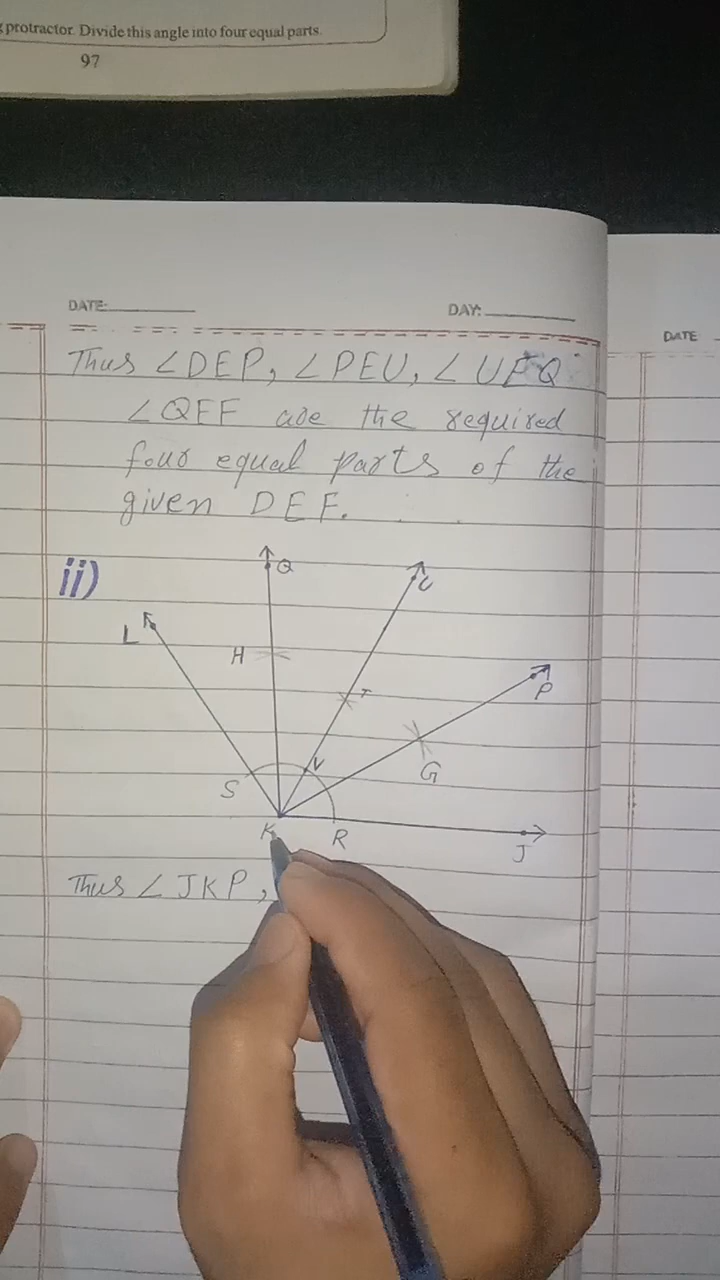 protractor. Divide this angle into four equal parts.
97
DATE:
DAY:
DATE
Thus ∠DEP, ∠PEU, ∠UEQ
∠QEF are the required
four equal parts of the
given DEF.
ii)
Q
U
L
H
T
P
V
G
S
K
R
J
Thus ∠JKP,